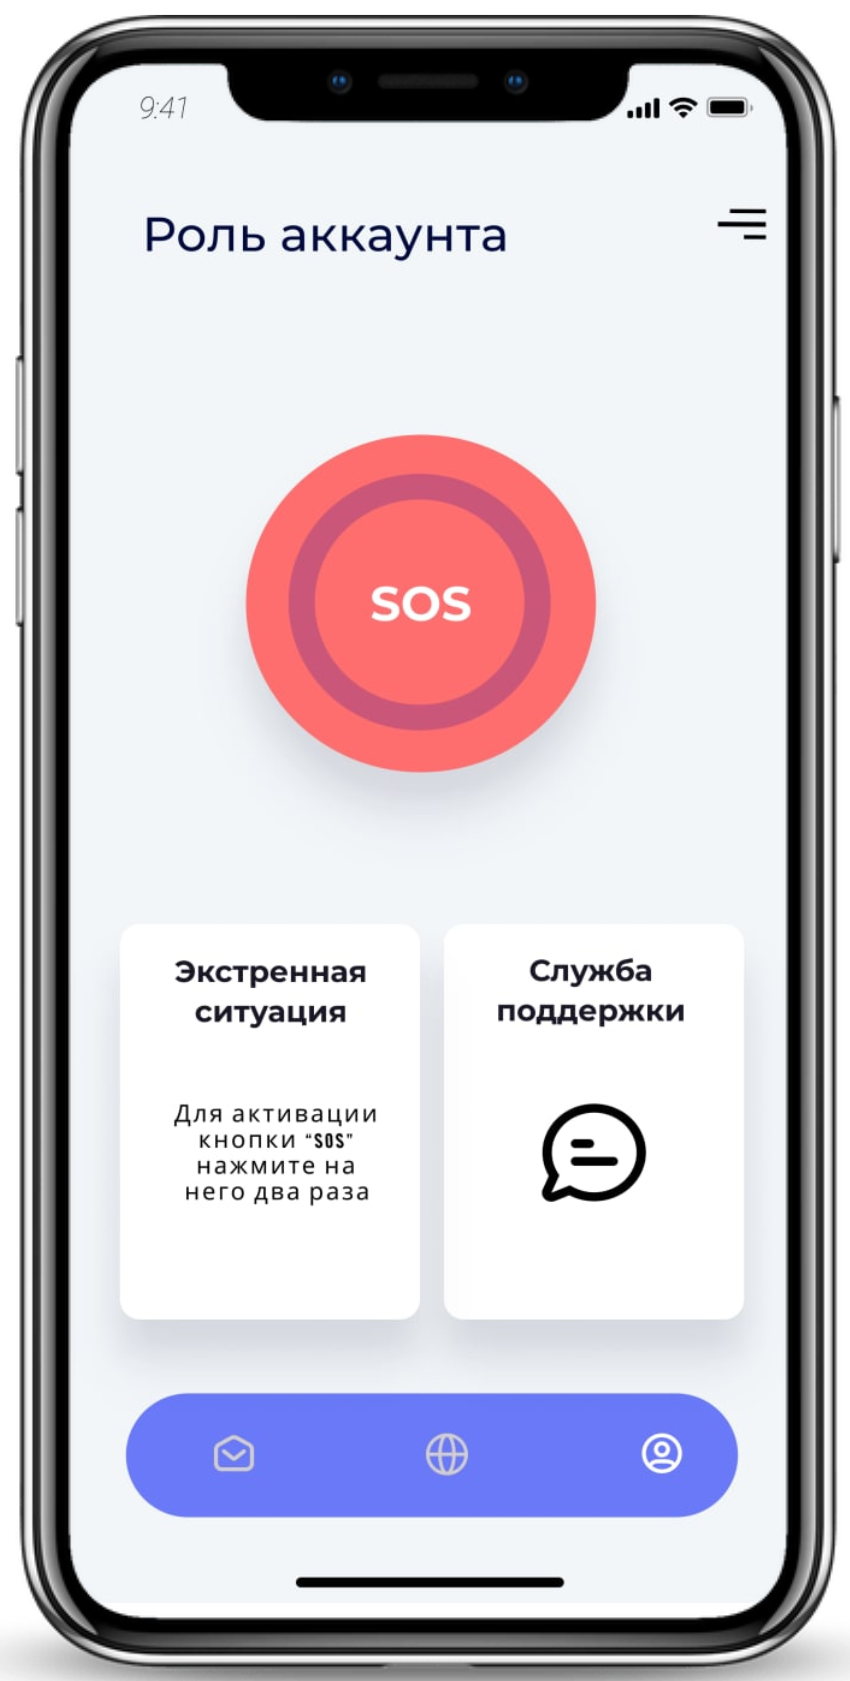 9:41
Роль аккаунта
SOS
Экстренная
ситуация
Для активации
кнопки “SOS”
нажмите на
него два раза
Служба
поддержки